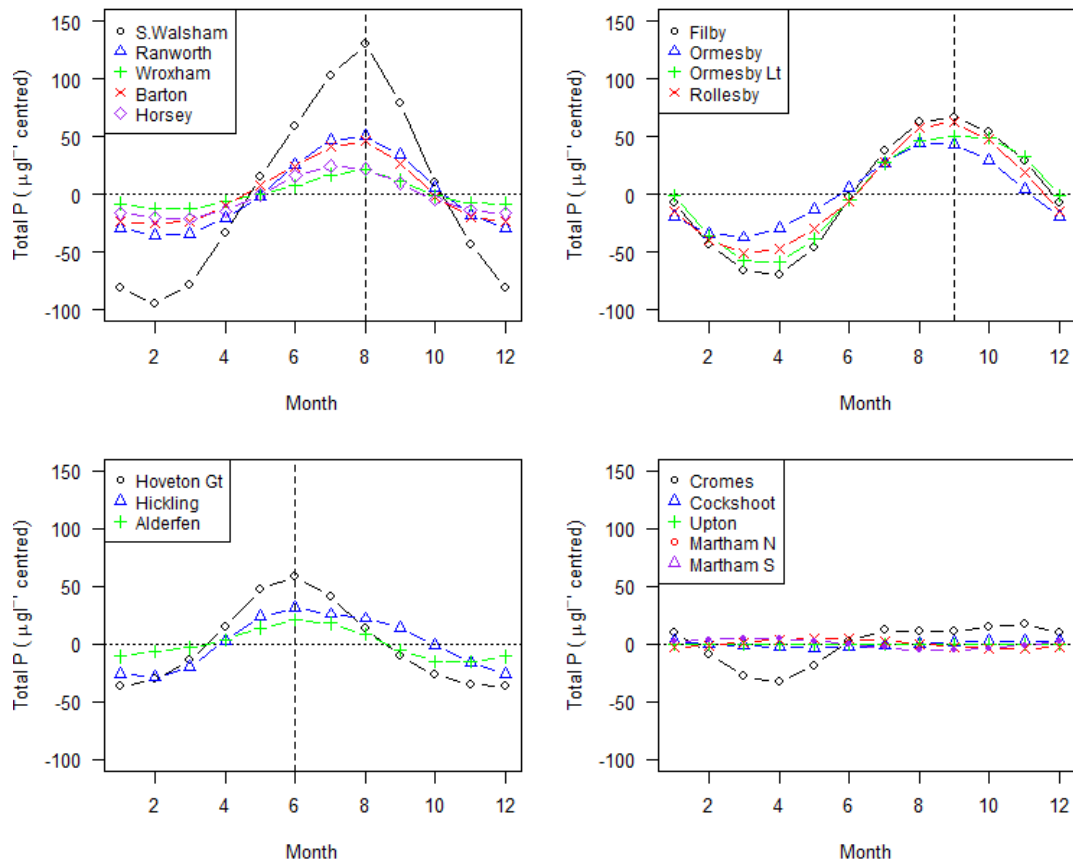 150
100
50
0
-50
-100
Total P ( μgl⁻' centred)
S.Walsham
Ranworth
Wroxham
Barton
Horsey
2 4 6 8 10 12
Month
150
100
50
0
-50
-100
Total P ( μgl⁻' centred)
Filby
Ormesby
Ormesby Lt
Rollesby
2 4 6 8 10 12
Month
150
100
50
0
-50
-100
Total P ( μgl⁻' centred)
Hoveton Gt
Hickling
Alderfen
2 4 6 8 10 12
Month
150
100
50
0
-50
-100
Total P ( μgl⁻' centred)
Cromes
Cockshoot
Upton
Martham N
Martham S
2 4 6 8 10 12
Month